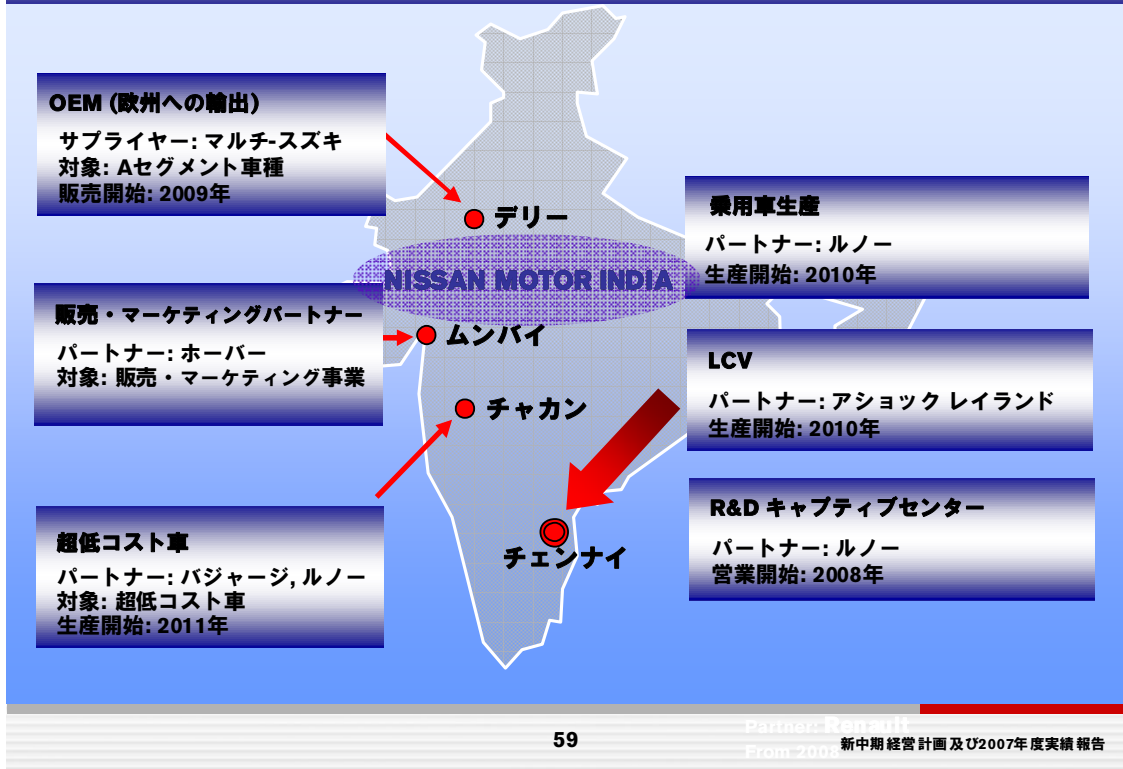 OEM (欧州への輸出)
サプライヤー: マルチ-スズキ
対象: Aセグメント車種
販売開始: 2009年
デリー
NISSAN MOTOR INDIA
販売・マーケティングパートナー
パートナー: ホーバー
対象: 販売・マーケティング事業
ムンバイ
チャカン
超低コスト車
パートナー: バジャージ, ルノー
対象: 超低コスト車
生産開始: 2011年
チェンナイ
乗用車生産
パートナー: ルノー
生産開始: 2010年
LCV
パートナー: アショック レイランド
生産開始: 2010年
R&D キャプティブセンター
パートナー: ルノー
営業開始: 2008年
59
Partner: Renault
From 2008
新中期経営計画及び2007年度実績報告